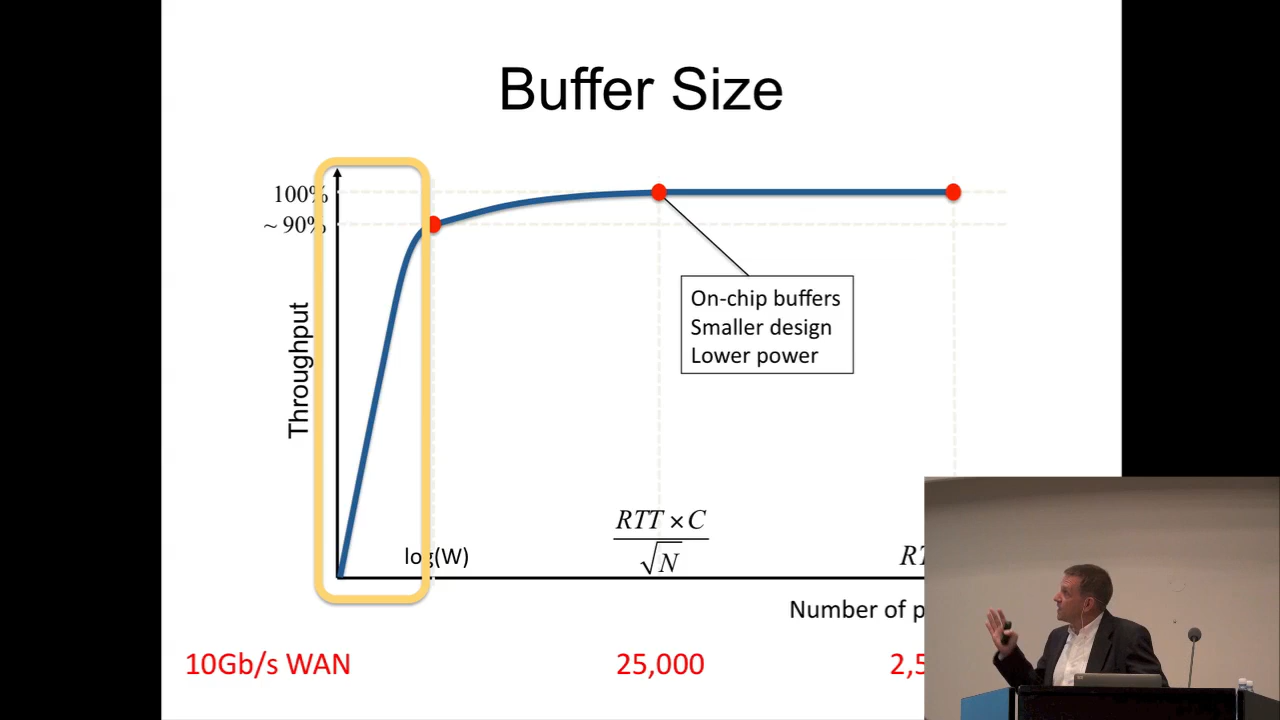 Buffer Size
100%
~ 90%
Throughput
On-chip buffers
Smaller design
Lower power
log(W)
RTT × C
√N
Number of
10Gb/s WAN
25,000